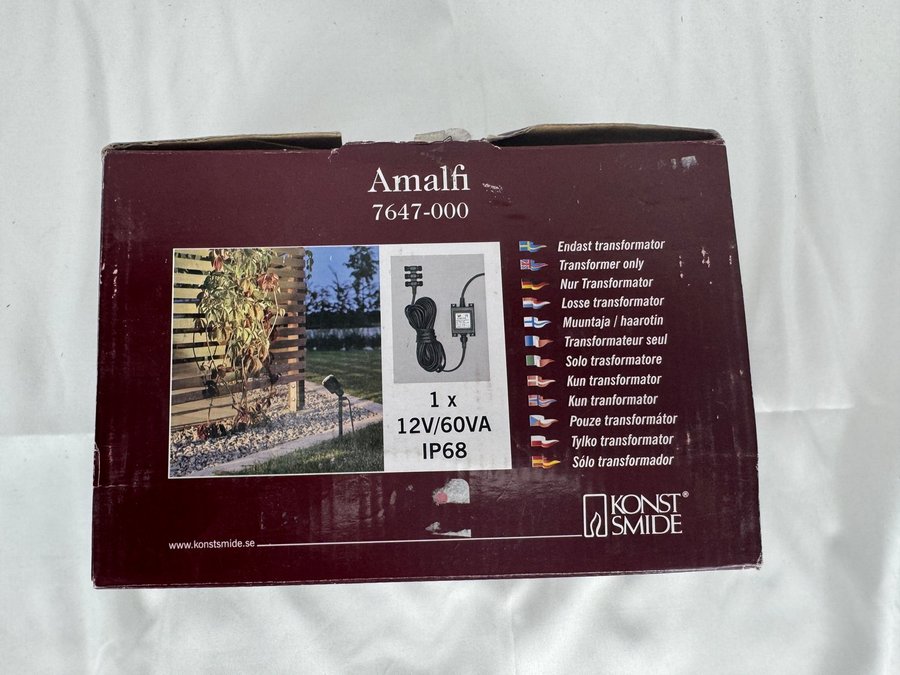 Amalfi
7647-000
Endast transformator
Transformer only
Nur Transformator
Losse transformator
Muuntaja / haarotin
Transformateur seul
Solo trasformatore
Kun transformator
Kun tranformator
Pouze transformátor
Tylko transformator
Sólo transformador
1 x
12V/60VA
IP68
KONST
SMIDE®
www.konstsmide.se